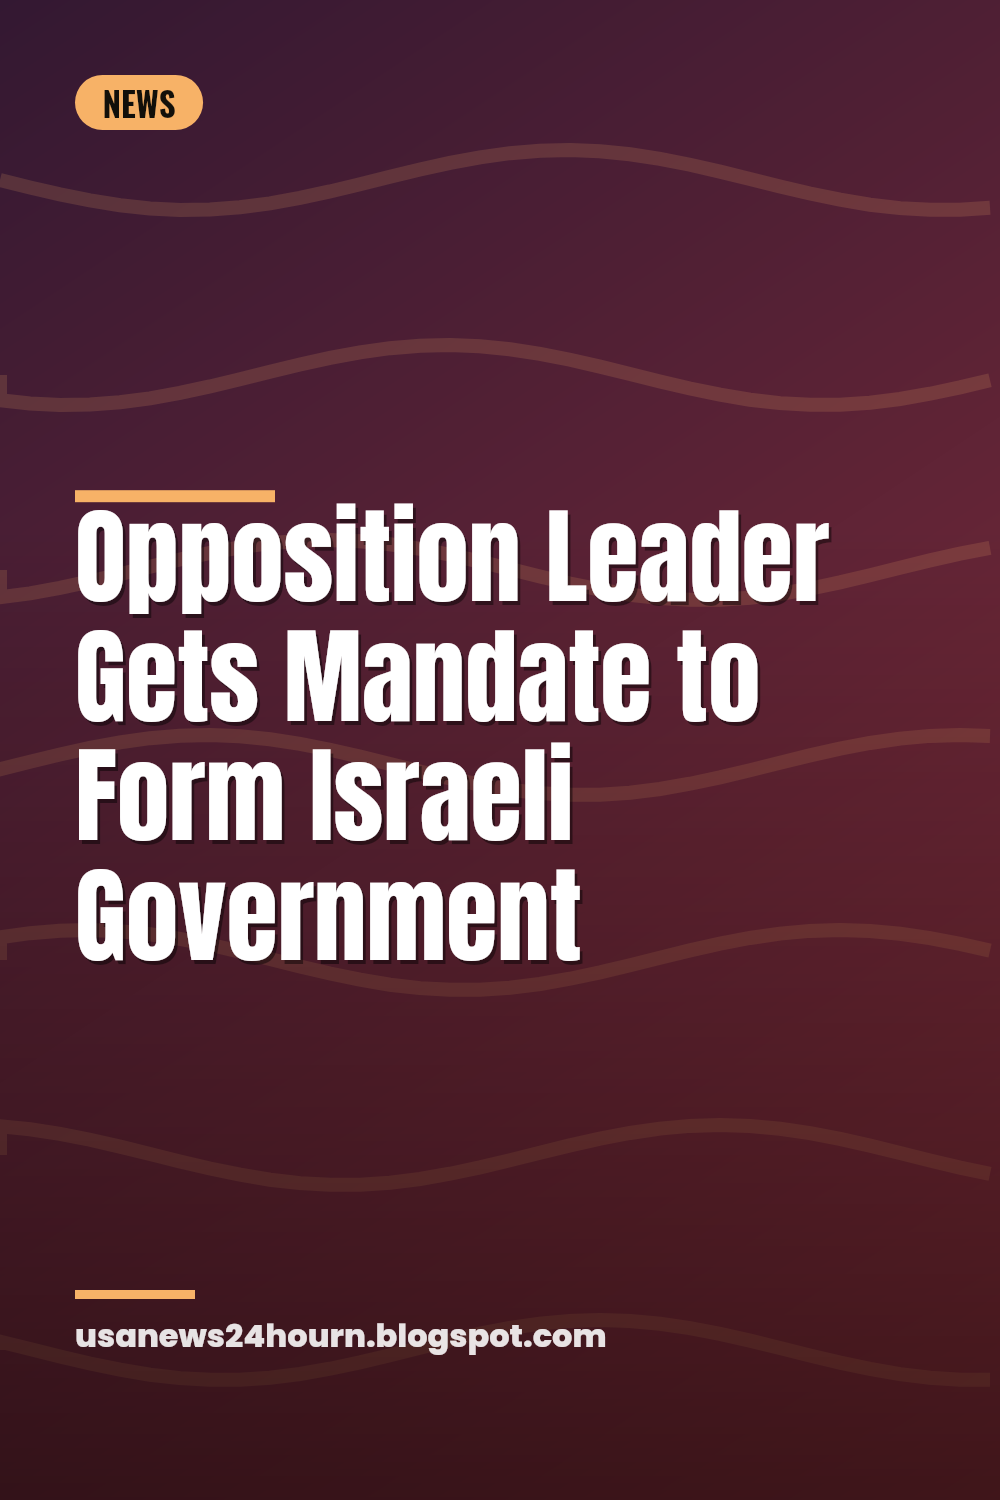 NEWS
Opposition Leader
Gets Mandate to
Form Israeli
Government
usanews24hourn.blogspot.com